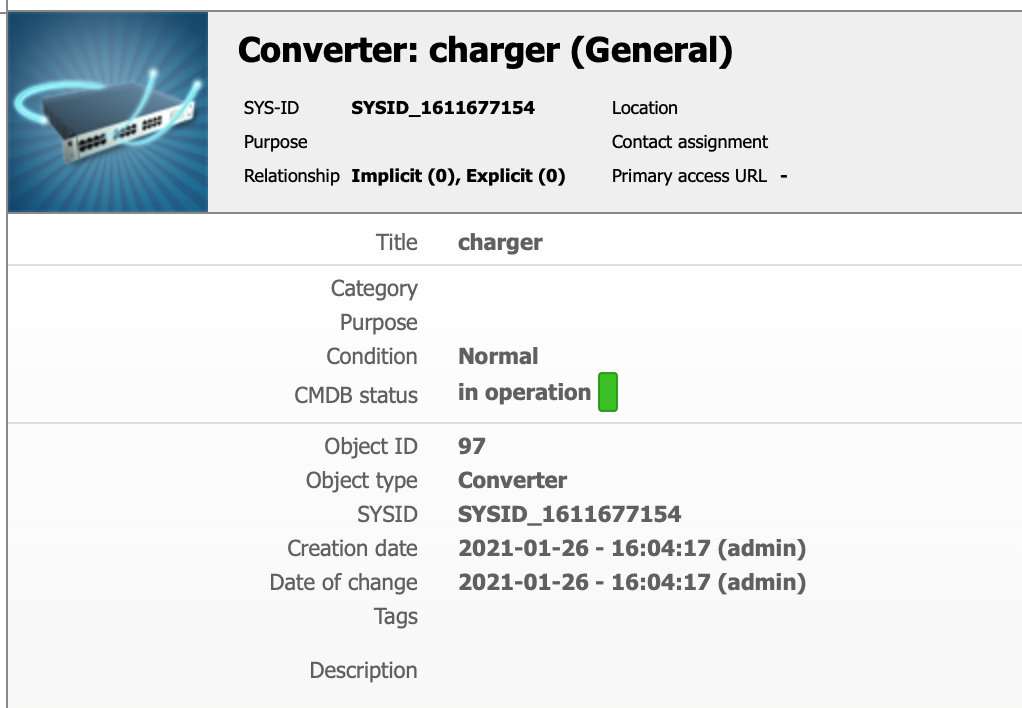 Converter: charger (General)
SYS-ID SYSID_1611677154 Location
Purpose Contact assignment
Relationship Implicit (0), Explicit (0) Primary access URL -
Title charger
Category
Purpose
Condition Normal
CMDB status in operation
Object ID 97
Object type Converter
SYSID SYSID_1611677154
Creation date 2021-01-26 - 16:04:17 (admin)
Date of change 2021-01-26 - 16:04:17 (admin)
Tags
Description